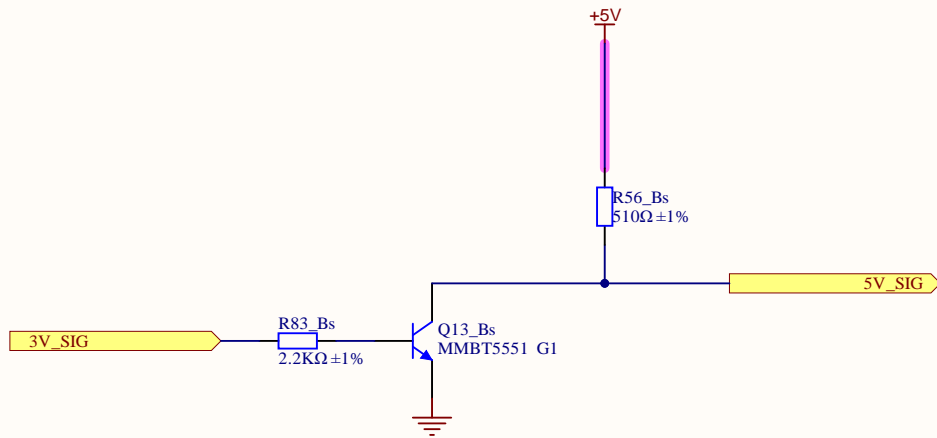 +5V
R56_Bs
510Ω ±1%
5V_SIG
R83_Bs
3V_SIG
2.2KΩ ±1%
Q13_Bs
MMBT5551 G1